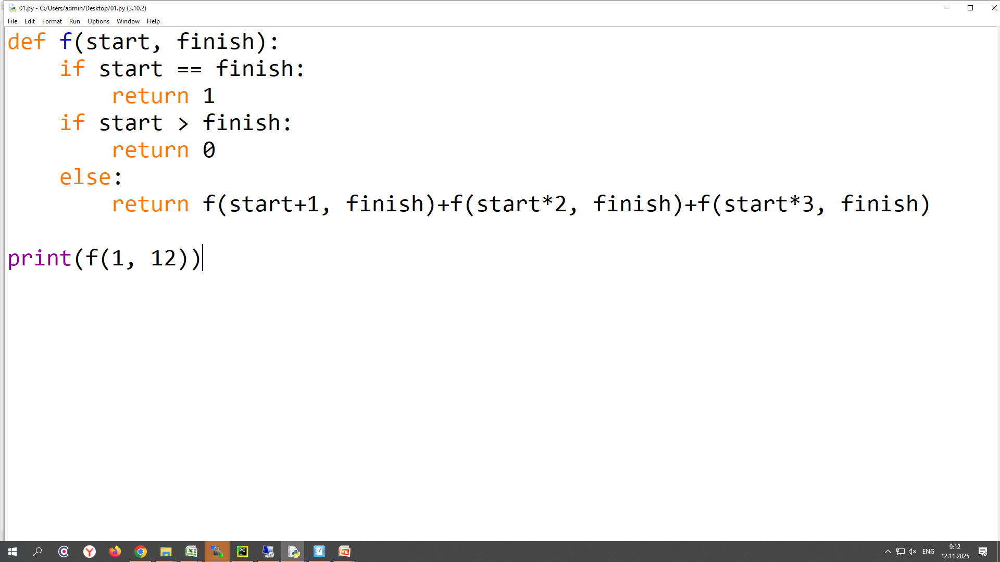 01.py - C:/Users/admin/Desktop/01.py (3.10.2)
File Edit Format Run Options Window Help
def f(start, finish):
    if start == finish:
        return 1
    if start > finish:
        return 0
    else:
        return f(start+1, finish)+f(start*2, finish)+f(start*3, finish)

print(f(1, 12))
PC
ENG
9:12
12.11.2025